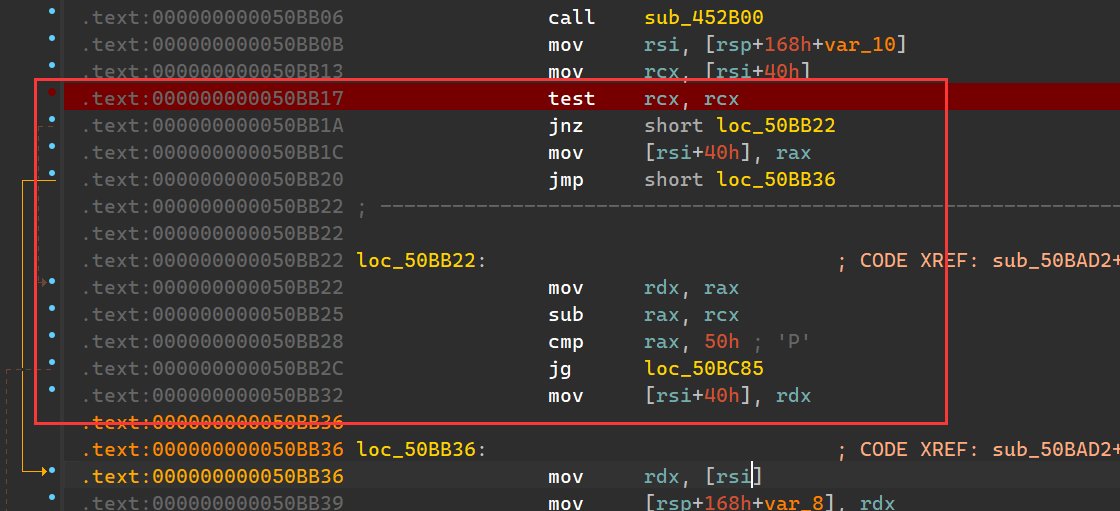 .text:000000000050BB06 call sub_452B00
.text:000000000050BB0B mov rsi, [rsp+168h+var_10]
.text:000000000050BB13 mov rcx, [rsi+40h]
.text:000000000050BB17 test rcx, rcx
.text:000000000050BB1A jnz short loc_50BB22
.text:000000000050BB1C mov [rsi+40h], rax
.text:000000000050BB20 jmp short loc_50BB36
.text:000000000050BB22 ; ---------------------------------------------------------------
.text:000000000050BB22
.text:000000000050BB22 loc_50BB22: ; CODE XREF: sub_50BAD2+
.text:000000000050BB22 mov rdx, rax
.text:000000000050BB25 sub rax, rcx
.text:000000000050BB28 cmp rax, 50h ; 'P'
.text:000000000050BB2C jg loc_50BC85
.text:000000000050BB32 mov [rsi+40h], rdx
.text:000000000050BB36
.text:000000000050BB36 loc_50BB36: ; CODE XREF: sub_50BAD2+
.text:000000000050BB36 mov rdx, [rsi]
.text:000000000050BB39 mov [rsp+168h+var_8], rdx